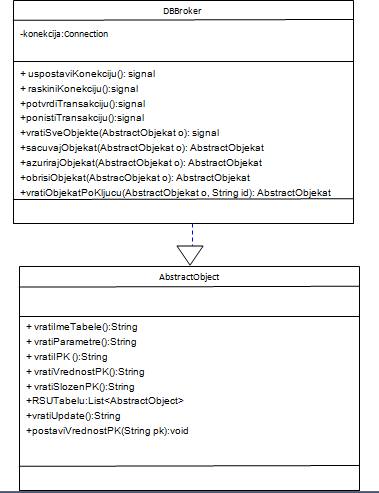 DBBroker
-konekcija:Connection
+ uspostaviKonekciju(): signal
+ raskiniKonekciju(): signal
+potvrdiTransakciju():signal
+ponistiTransakciju():signal
+vratiSveObjekte(AbstractObjekat o): signal
+sacuvajObjekat(AbstractObjekat o): AbstractObjekat
+azurirajObjekat(AbstractObjekat o): AbstractObjekat
+obrisiObjekat(AbstracObjekat o): AbstractObjekat
+vratiObjekatPoKljucu(AbstractObjekat o, String id): AbstractObjekat
AbstractObject
+ vratiImeTabele():String
+ vratiParametre():String
+ vratiPK ():String
+ vratiVrednostPK():String
+ vratiSlozenPK():String
+RSUTabelu:List<AbstractObject>
+vratiUpdate():String
+postaviVrednostPK(String pk):void